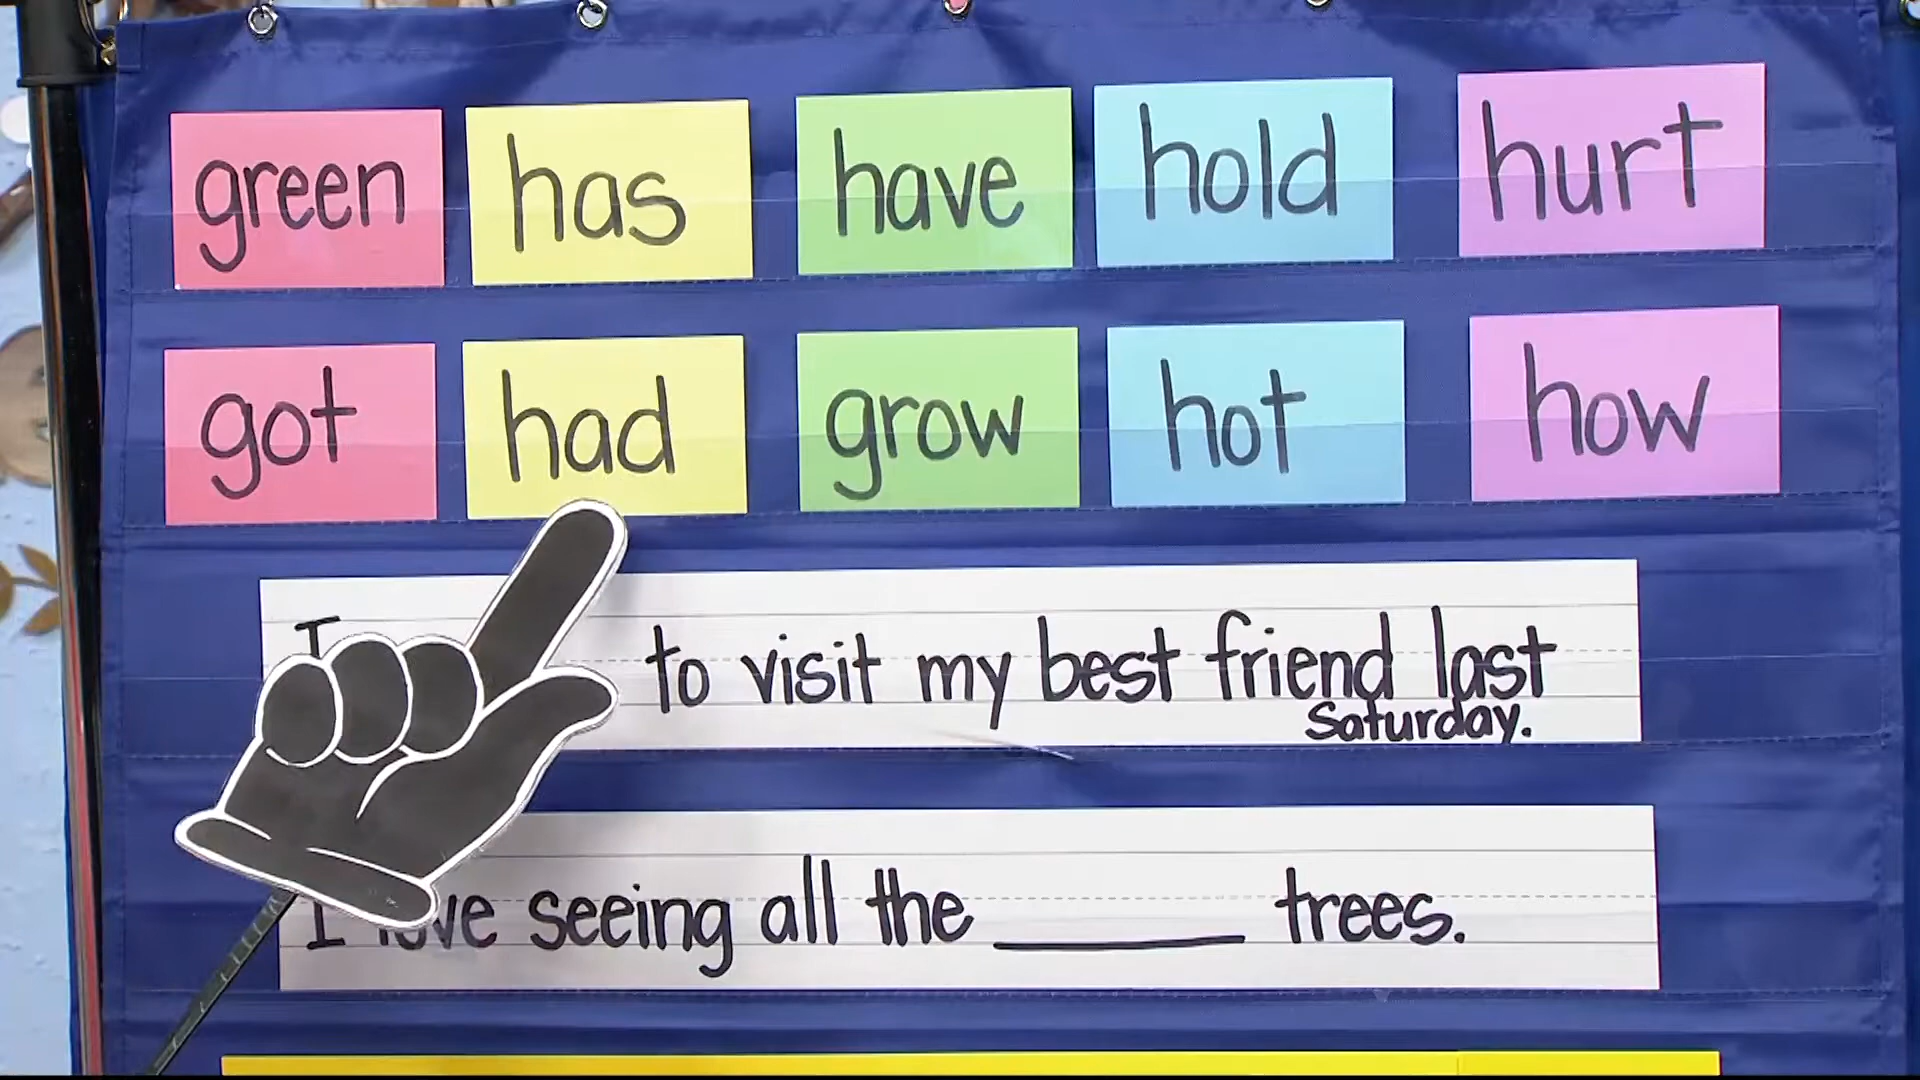 green has have hold hurt
got had grow hot how
I to visit my best friend last
Saturday.
I love seeing all the ______ trees.